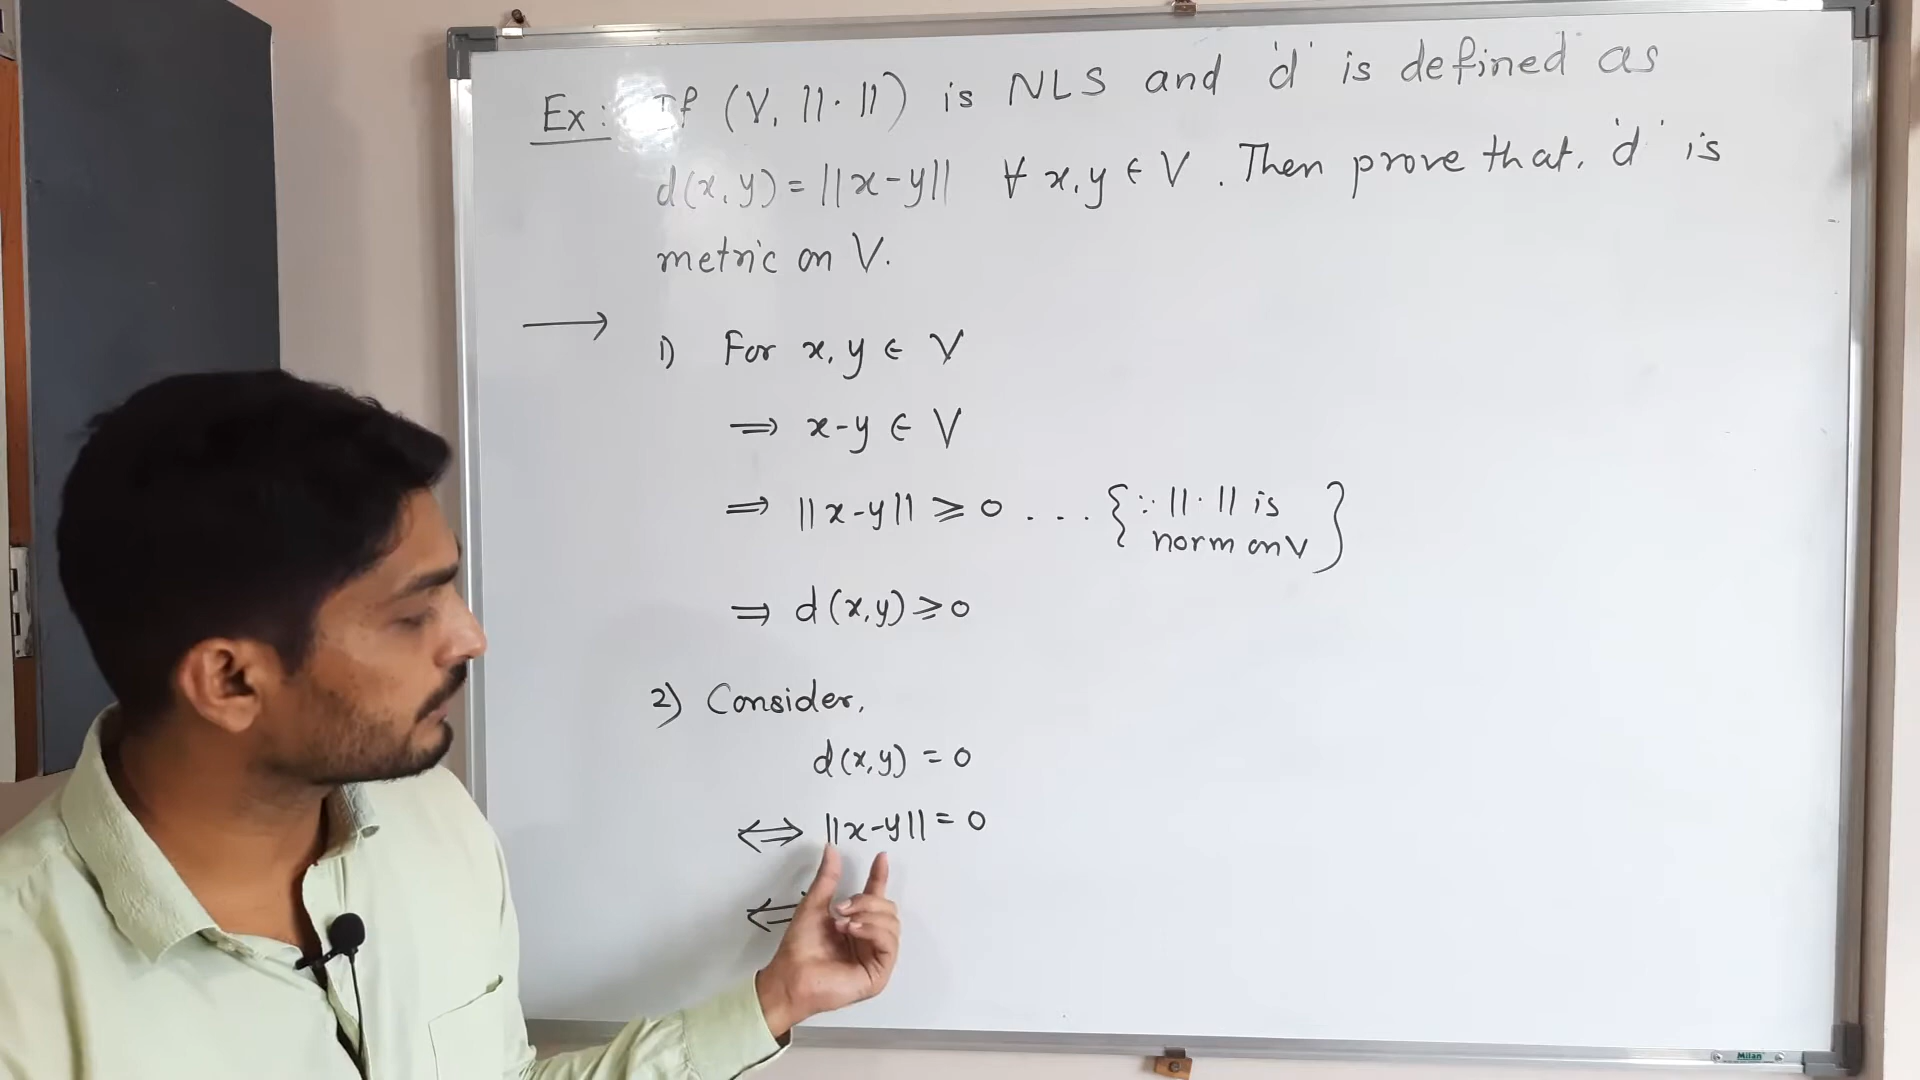 Ex: If (V, ||·||) is NLS and 'd' is defined as
d(x,y) = ||x-y|| ∀ x,y ∈ V. Then prove that, 'd' is
metric on V.
→ 1) For x, y ∈ V
⇒ x-y ∈ V
⇒ ||x-y|| ⩾ 0 ... {∵ ||·|| is
norm on V}
⇒ d(x,y) ⩾ 0
2) Consider,
d(x,y) = 0
⇔ ||x-y|| = 0
⇔
Milan